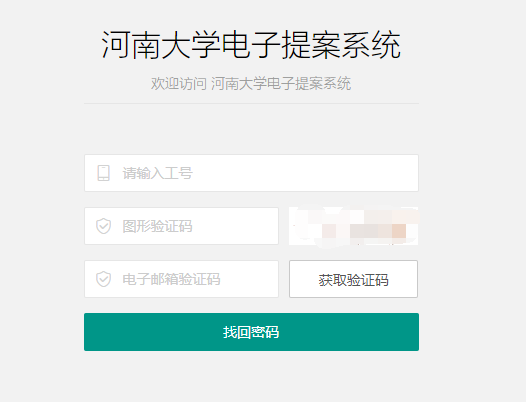 河南大学电子提案系统
欢迎访问 河南大学电子提案系统
请输入工号
图形验证码
电子邮箱验证码
获取验证码
找回密码